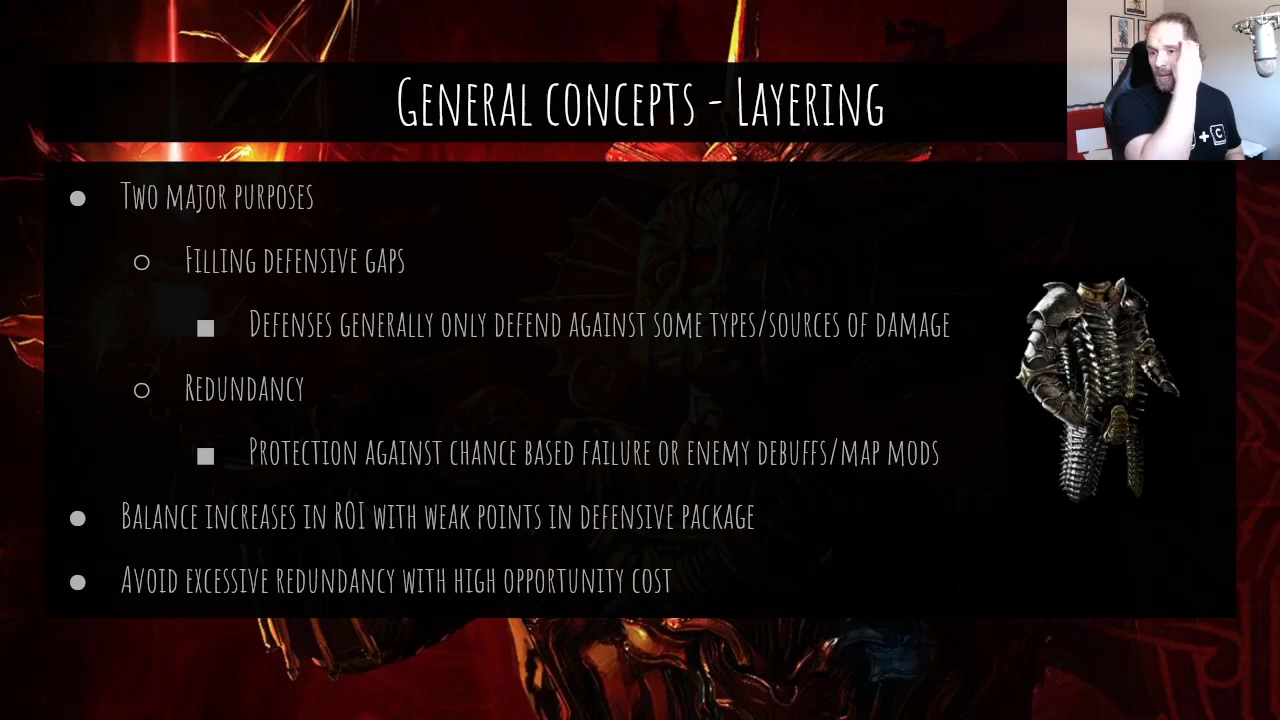 General concepts - Layering
Two major purposes
Filling defensive gaps
Defenses generally only defend against some types/sources of damage
Redundancy
Protection against chance based failure or enemy debuffs/map mods
Balance increases in ROI with weak points in defensive package
Avoid excessive redundancy with high opportunity cost
+ C